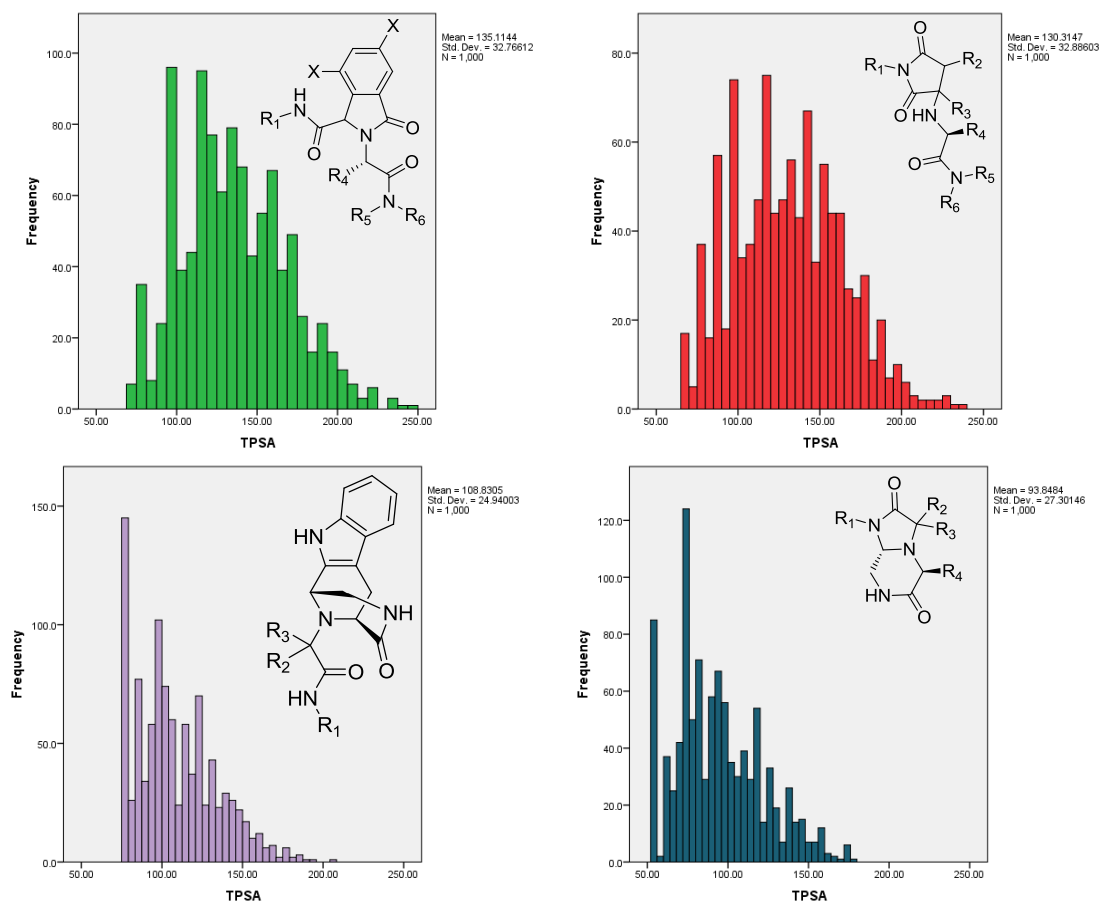 Mean = 135.1144
Std. Dev. = 32.76612
N = 1,000
100.0
80.0
60.0
40.0
20.0
0.0
Frequency
50.00 100.00 150.00 200.00 250.00
TPSA
X
X
H
N
R1
O
N
O
R4
O
N
R5 R6
Mean = 130.3147
Std. Dev. = 32.88603
N = 1,000
80.0
60.0
40.0
20.0
0.0
Frequency
50.00 100.00 150.00 200.00 250.00
TPSA
O
R1 N R2
O
HN R3
R4
O
N R5
R6
Mean = 108.8305
Std. Dev. = 24.94003
N = 1,000
150.0
100.0
50.0
0.0
Frequency
50.00 100.00 150.00 200.00 250.00
TPSA
HN
N NH
R3
R2 O O
HN
R1
Mean = 93.8484
Std. Dev. = 27.30146
N = 1,000
120.0
100.0
80.0
60.0
40.0
20.0
0.0
Frequency
50.00 100.00 150.00 200.00 250.00
TPSA
O
R2
R1 N R3
N
R4
HN
O